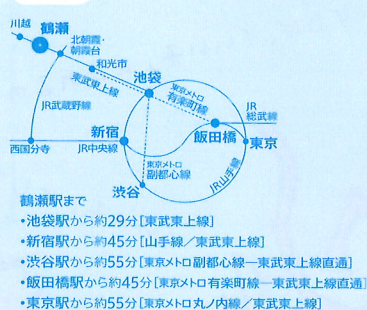 川越
鶴瀬
北朝霞・
朝霞台
和光市
東武東上線
池袋
東京メトロ
有楽町線
JR
総武線
JR武蔵野線
新宿
飯田橋
東京
西国分寺
JR中央線
東京メトロ
副都心線
JR山手線
渋谷
鶴瀬駅まで
・池袋駅から約29分[東武東上線]
・新宿駅から約45分[山手線／東武東上線]
・渋谷駅から約55分[東京メトロ副都心線―東武東上線直通]
・飯田橋駅から約45分[東京メトロ有楽町線―東武東上線直通]
・東京駅から約55分[東京メトロ丸ノ内線／東武東上線]